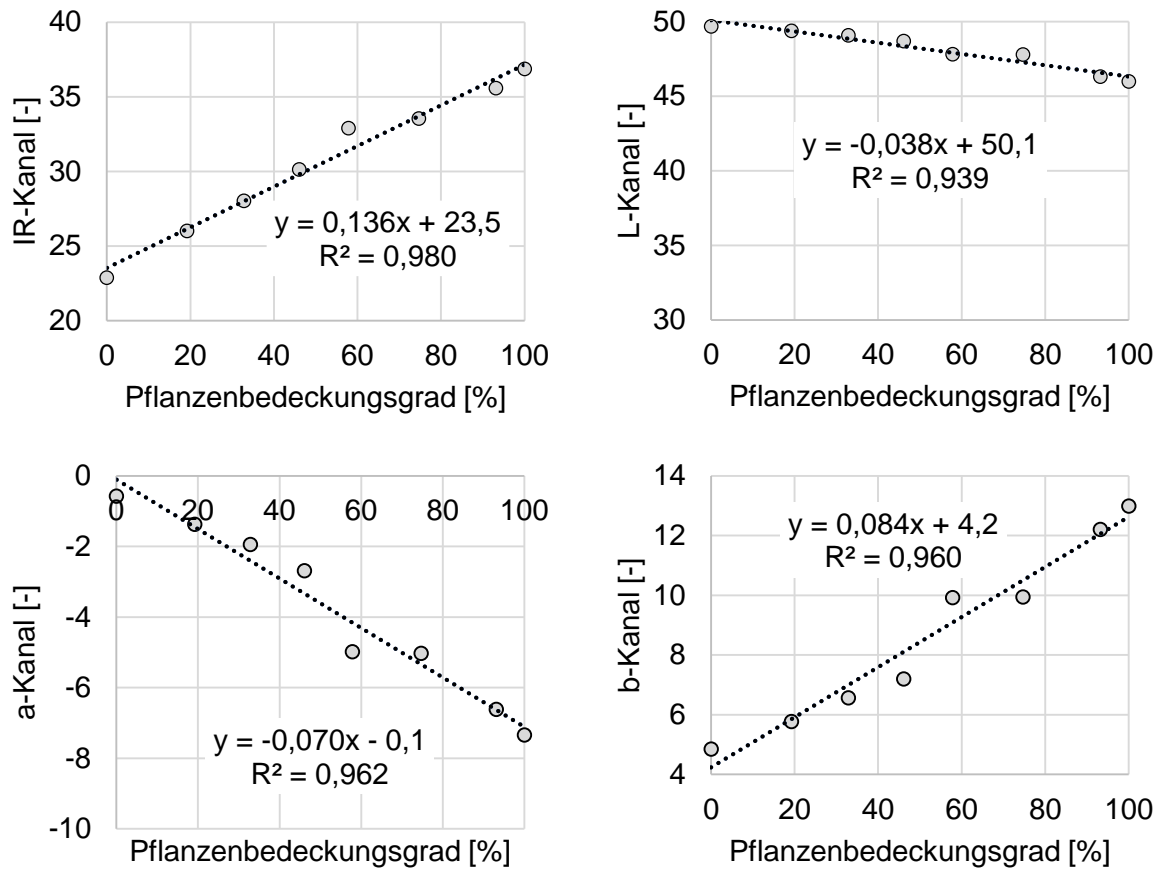 40
35
30
25
20
IR-Kanal [-]
y = 0,136x + 23,5
R² = 0,980
0 20 40 60 80 100
Pflanzenbedeckungsgrad [%]
50
45
40
35
30
L-Kanal [-]
y = -0,038x + 50,1
R² = 0,939
0 20 40 60 80 100
Pflanzenbedeckungsgrad [%]
0
-2
-4
-6
-8
-10
a-Kanal [-]
0 20 40 60 80 100
y = -0,070x - 0,1
R² = 0,962
Pflanzenbedeckungsgrad [%]
14
12
10
8
6
4
b-Kanal [-]
y = 0,084x + 4,2
R² = 0,960
0 20 40 60 80 100
Pflanzenbedeckungsgrad [%]